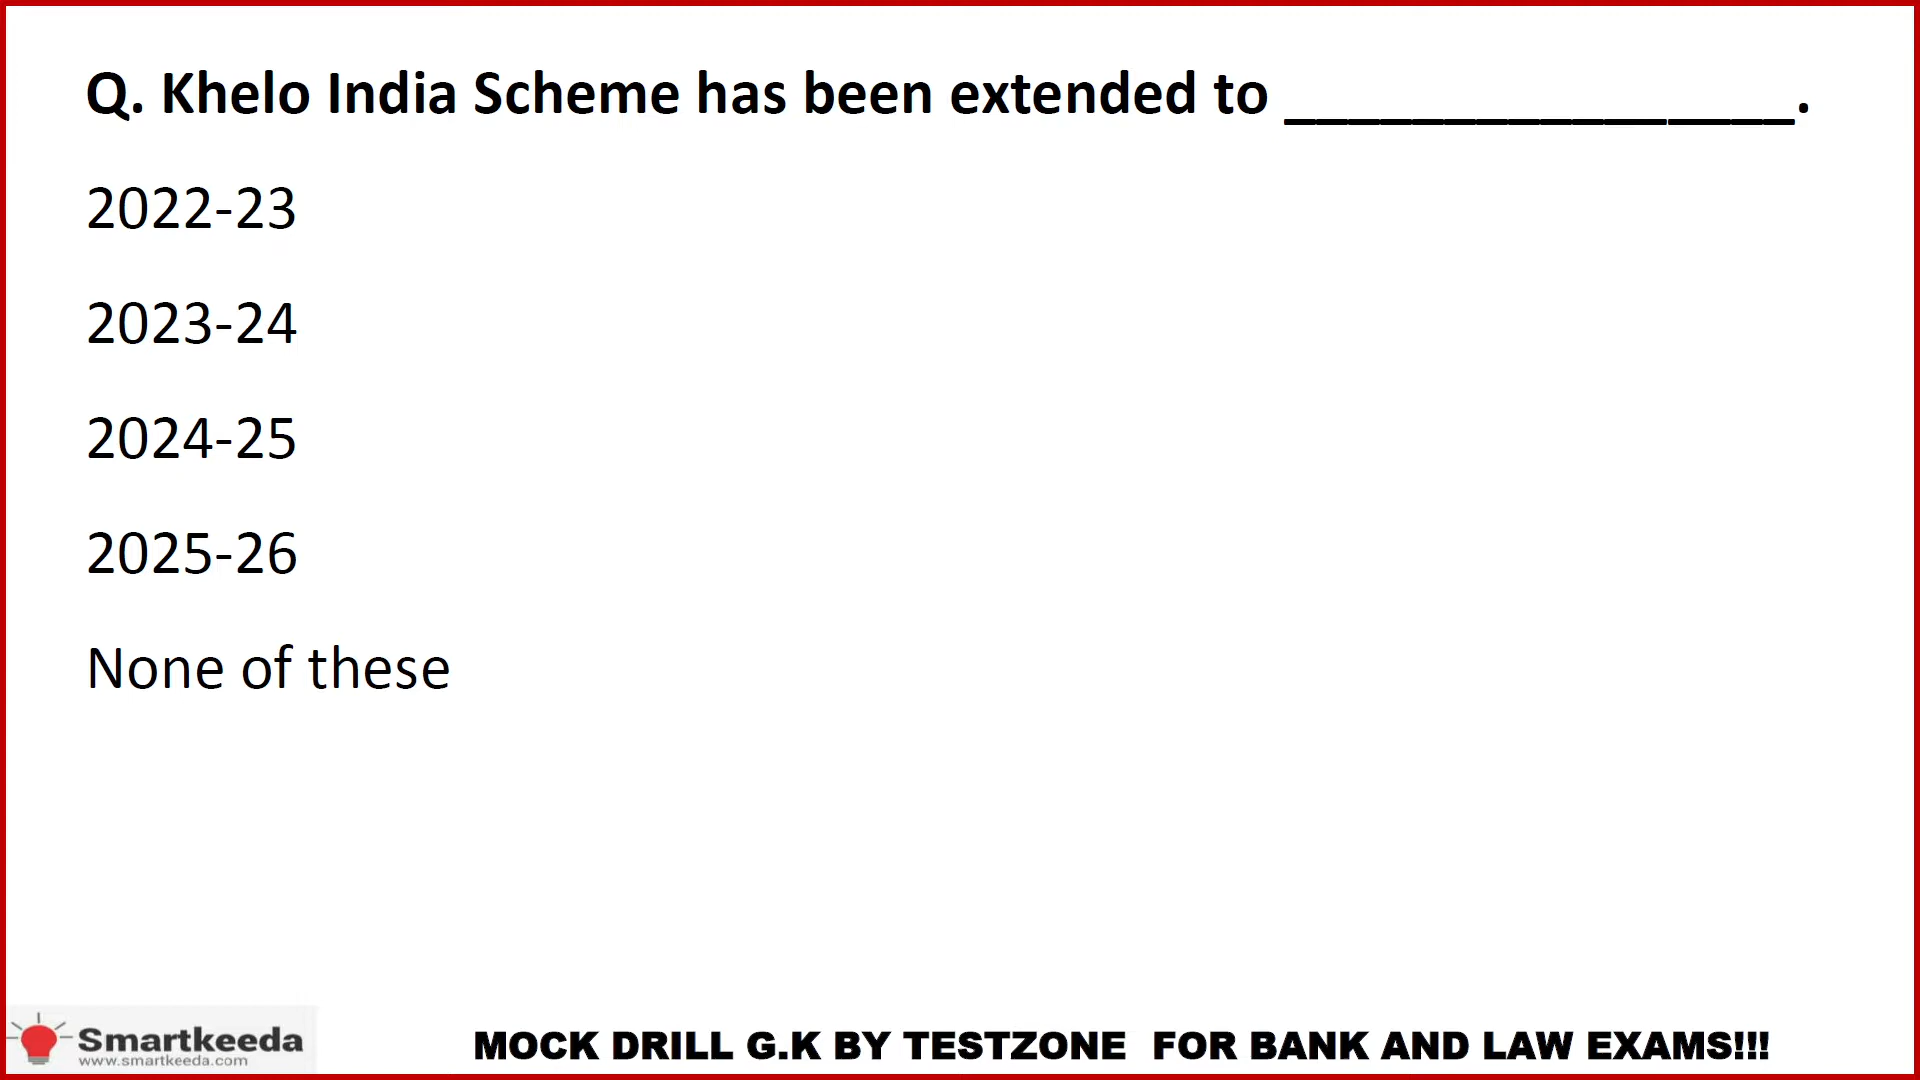 Q. Khelo India Scheme has been extended to ________________.
2022-23
2023-24
2024-25
2025-26
None of these
Smartkeeda
www.smartkeeda.com
MOCK DRILL G.K BY TESTZONE FOR BANK AND LAW EXAMS!!!